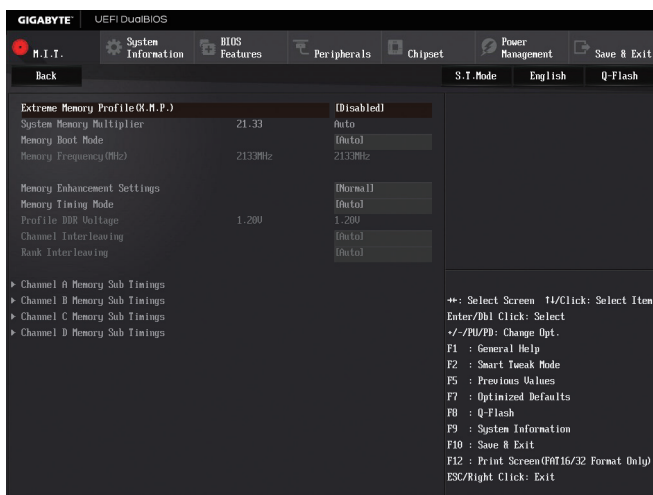 GIGABYTE™ UEFI DualBIOS
M.I.T. System Information BIOS Features Peripherals Chipset Power Management Save & Exit
Back S.T.Mode English Q-Flash
Extreme Memory Profile(X.M.P.) [Disabled]
System Memory Multiplier 21.33 Auto
Memory Boot Mode [Auto]
Memory Frequency(MHz) 2133MHz 2133MHz
Memory Enhancement Settings [Normal]
Memory Timing Mode [Auto]
Profile DDR Voltage 1.20V 1.20V
Channel Interleaving [Auto]
Rank Interleaving [Auto]
Channel A Memory Sub Timings
Channel B Memory Sub Timings
Channel C Memory Sub Timings
Channel D Memory Sub Timings
→←: Select Screen ↑↓/Click: Select Item
Enter/Dbl Click: Select
+/-/PU/PD: Change Opt.
F1 : General Help
F2 : Smart Tweak Mode
F5 : Previous Values
F7 : Optimized Defaults
F8 : Q-Flash
F9 : System Information
F10 : Save & Exit
F12 : Print Screen(FAT16/32 Format Only)
ESC/Right Click: Exit